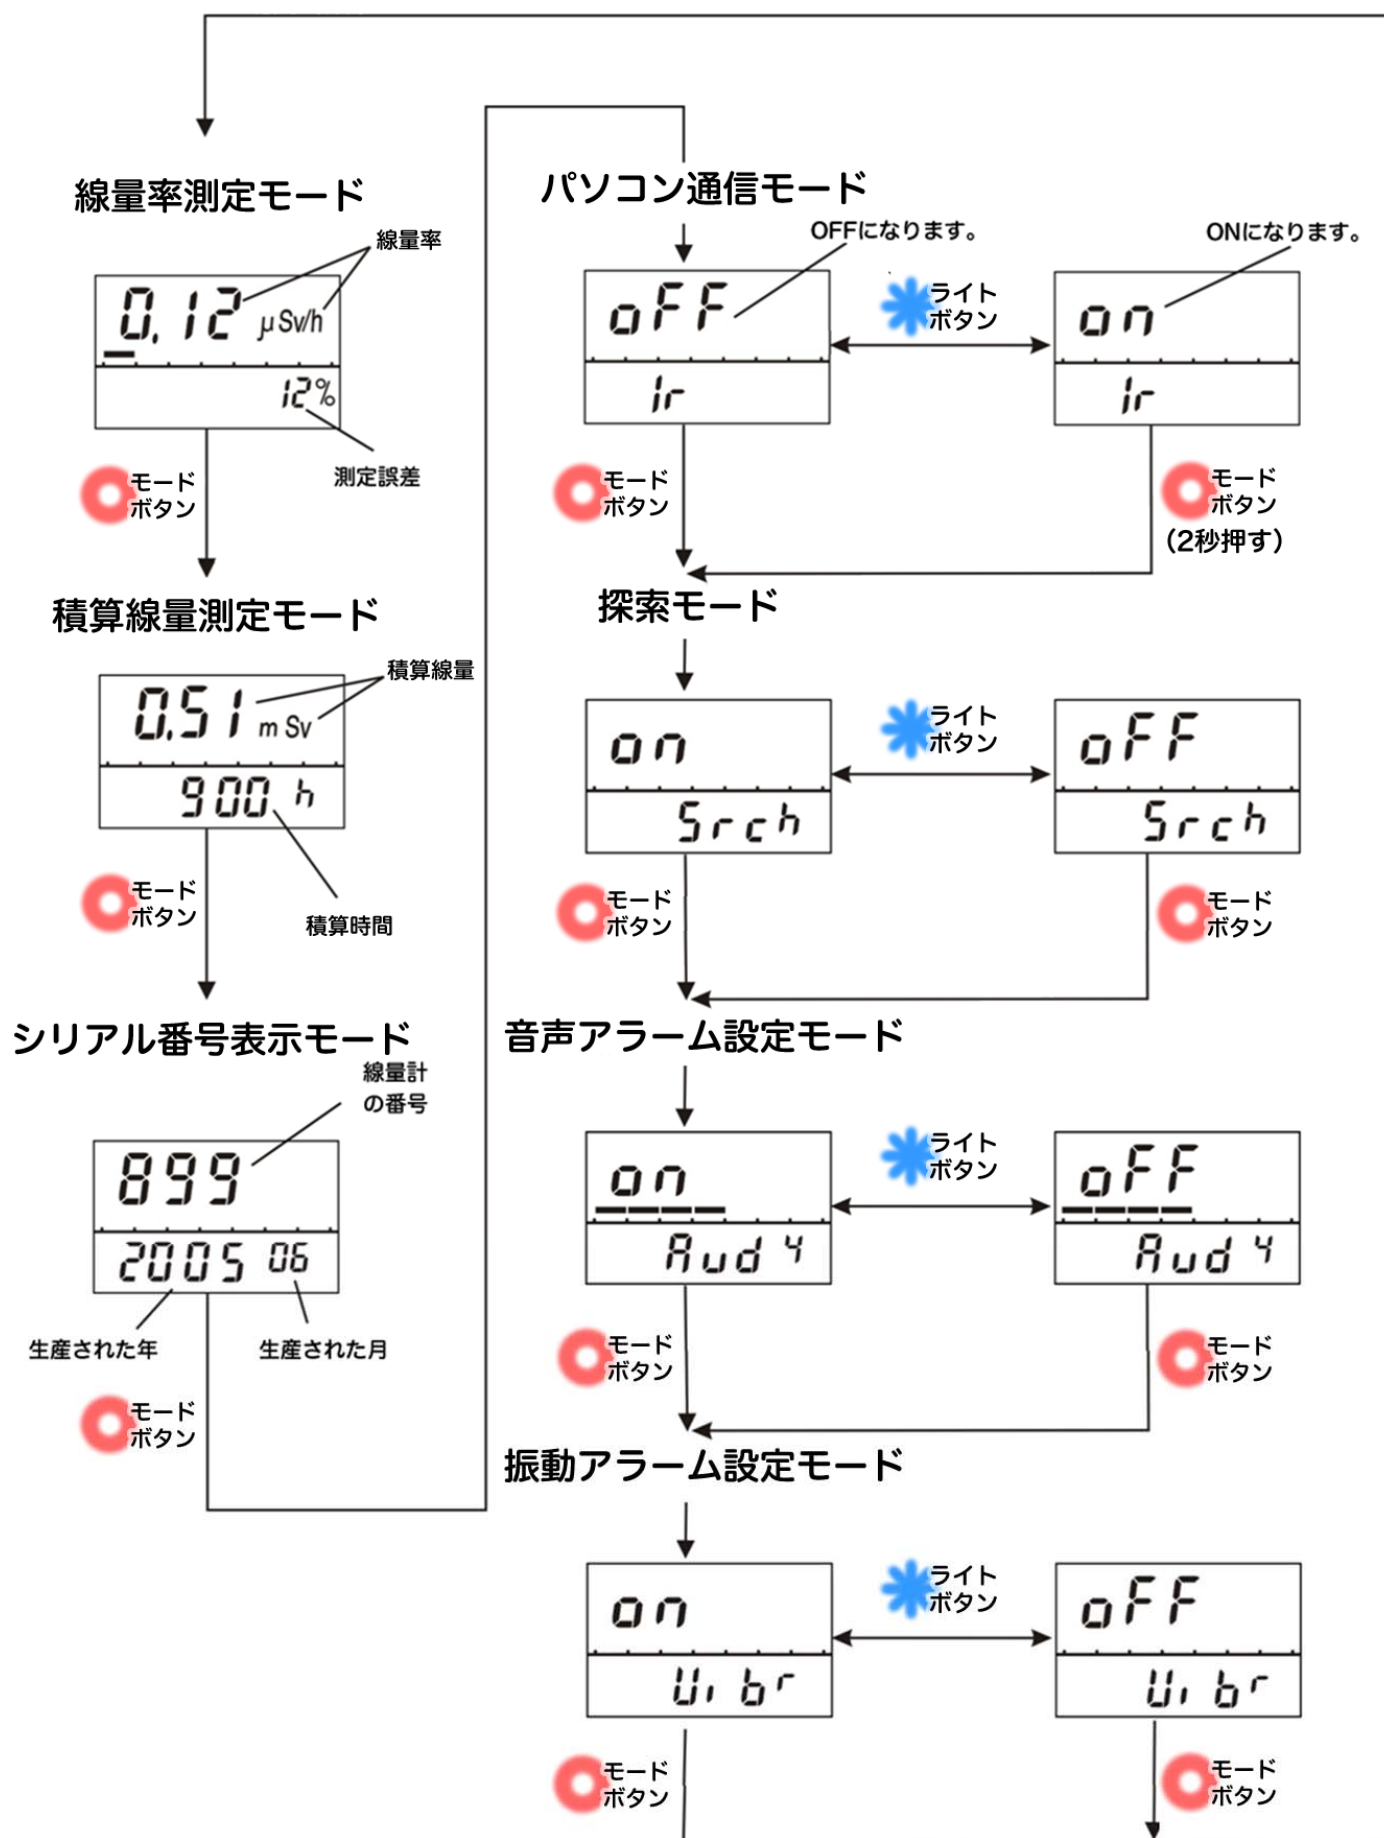 線量率測定モード
線量率
0.12 μSv/h
12%
測定誤差
モード
ボタン
積算線量測定モード
積算線量
0.51 m Sv
900 h
積算時間
モード
ボタン
シリアル番号表示モード
線量計
の番号
899
2005 06
生産された年
生産された月
モード
ボタン
パソコン通信モード
OFFになります。
ONになります。
oFF
Ir
ライト
ボタン
on
Ir
モード
ボタン
モード
ボタン
(2秒押す)
探索モード
on
Srch
ライト
ボタン
oFF
Srch
モード
ボタン
モード
ボタン
音声アラーム設定モード
on
Aud 4
ライト
ボタン
oFF
Aud 4
モード
ボタン
モード
ボタン
振動アラーム設定モード
on
Vibr
ライト
ボタン
oFF
Vibr
モード
ボタン
モード
ボタン